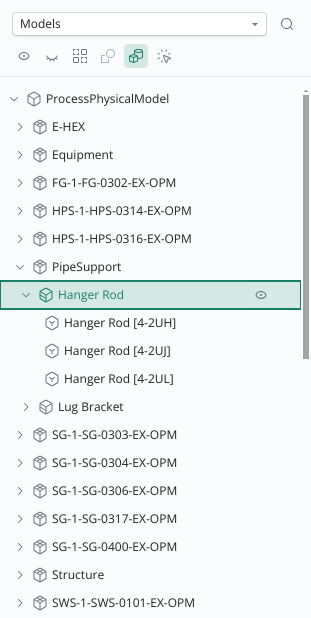 Models
ProcessPhysicalModel
E-HEX
Equipment
FG-1-FG-0302-EX-OPM
HPS-1-HPS-0314-EX-OPM
HPS-1-HPS-0316-EX-OPM
PipeSupport
Hanger Rod
Hanger Rod [4-2UH]
Hanger Rod [4-2UJ]
Hanger Rod [4-2UL]
Lug Bracket
SG-1-SG-0303-EX-OPM
SG-1-SG-0304-EX-OPM
SG-1-SG-0306-EX-OPM
SG-1-SG-0317-EX-OPM
SG-1-SG-0400-EX-OPM
Structure
SWS-1-SWS-0101-EX-OPM